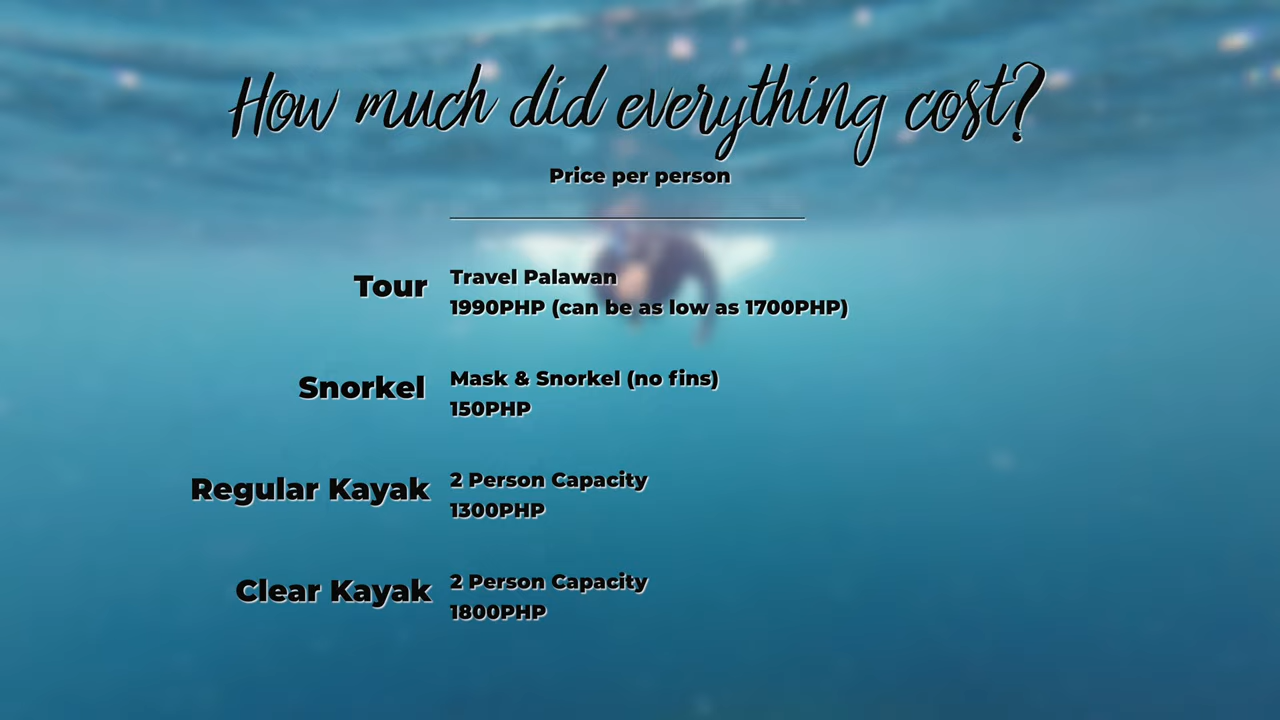 How much did everything cost?
Price per person
Tour
Travel Palawan
1990PHP (can be as low as 1700PHP)
Snorkel
Mask & Snorkel (no fins)
150PHP
Regular Kayak
2 Person Capacity
1300PHP
Clear Kayak
2 Person Capacity
1800PHP